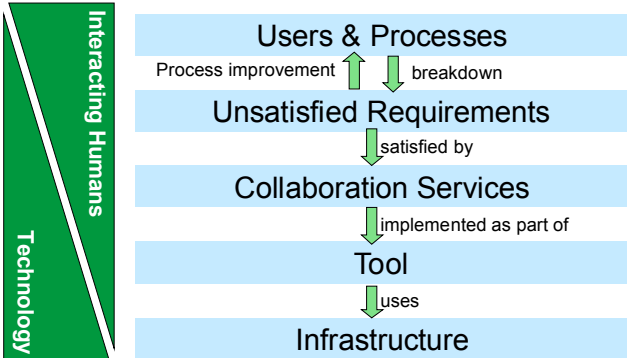 Interacting Humans
Technology
Users & Processes
Process improvement
breakdown
Unsatisfied Requirements
satisfied by
Collaboration Services
implemented as part of
Tool
uses
Infrastructure